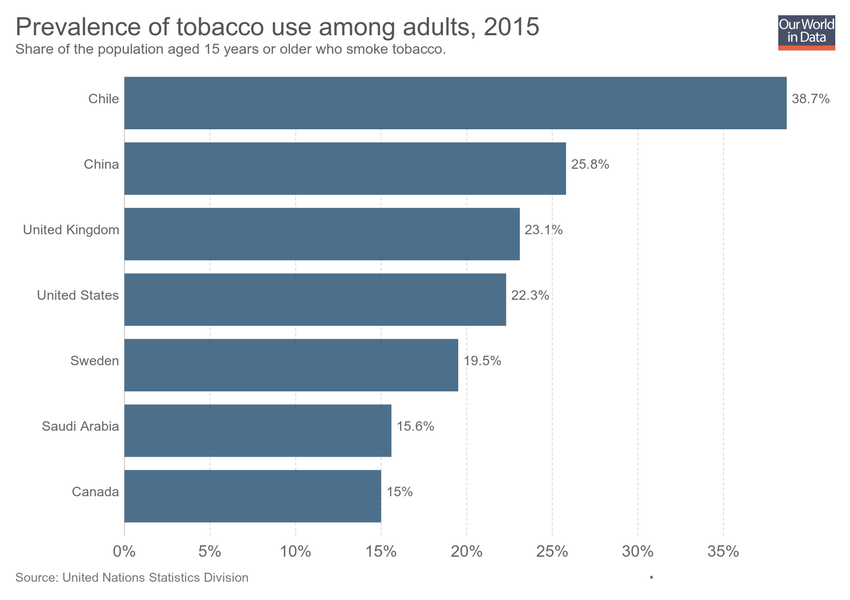 Prevalence of tobacco use among adults, 2015
Our World
in Data
Share of the population aged 15 years or older who smoke tobacco.
Chile 38.7%
China 25.8%
United Kingdom 23.1%
United States 22.3%
Sweden 19.5%
Saudi Arabia 15.6%
Canada 15%
0% 5% 10% 15% 20% 25% 30% 35%
Source: United Nations Statistics Division